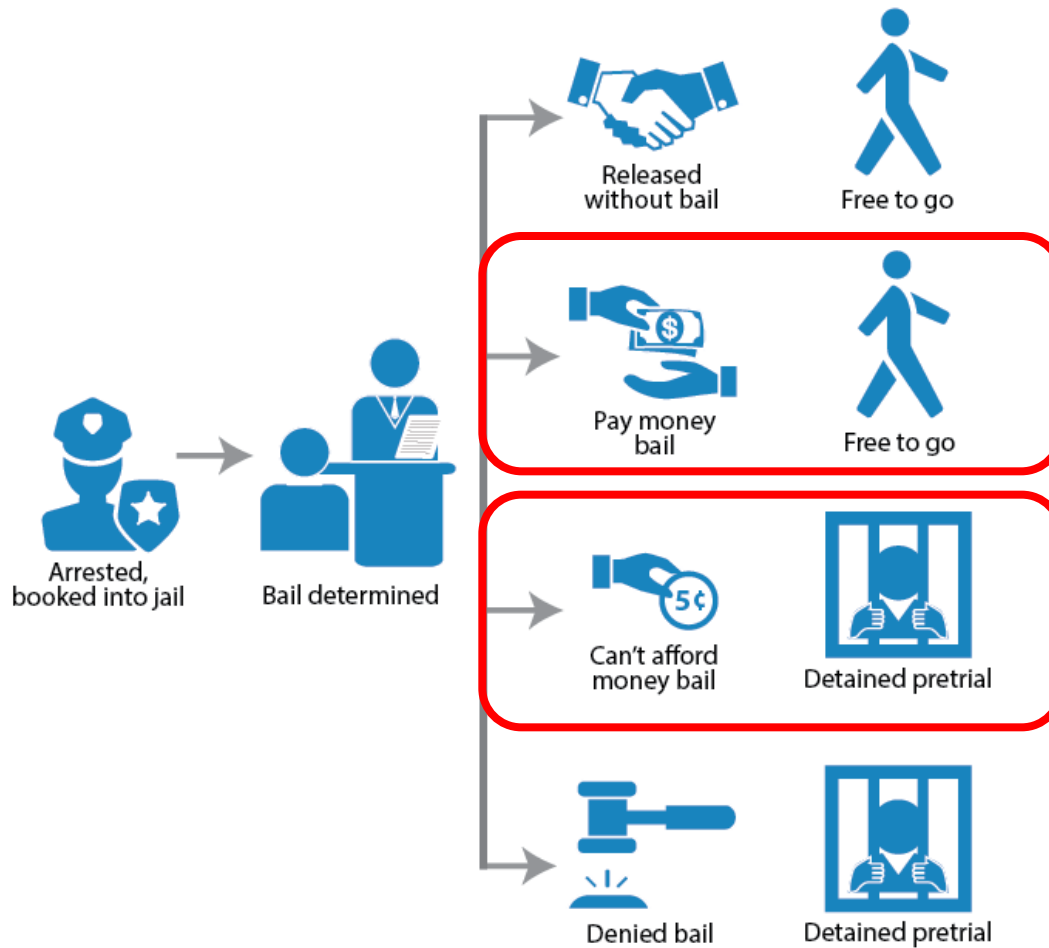 Arrested,
booked into jail
Bail determined
Released
without bail
Free to go
$
Pay money
bail
Free to go
5¢
Can't afford
money bail
Detained pretrial
Denied bail
Detained pretrial